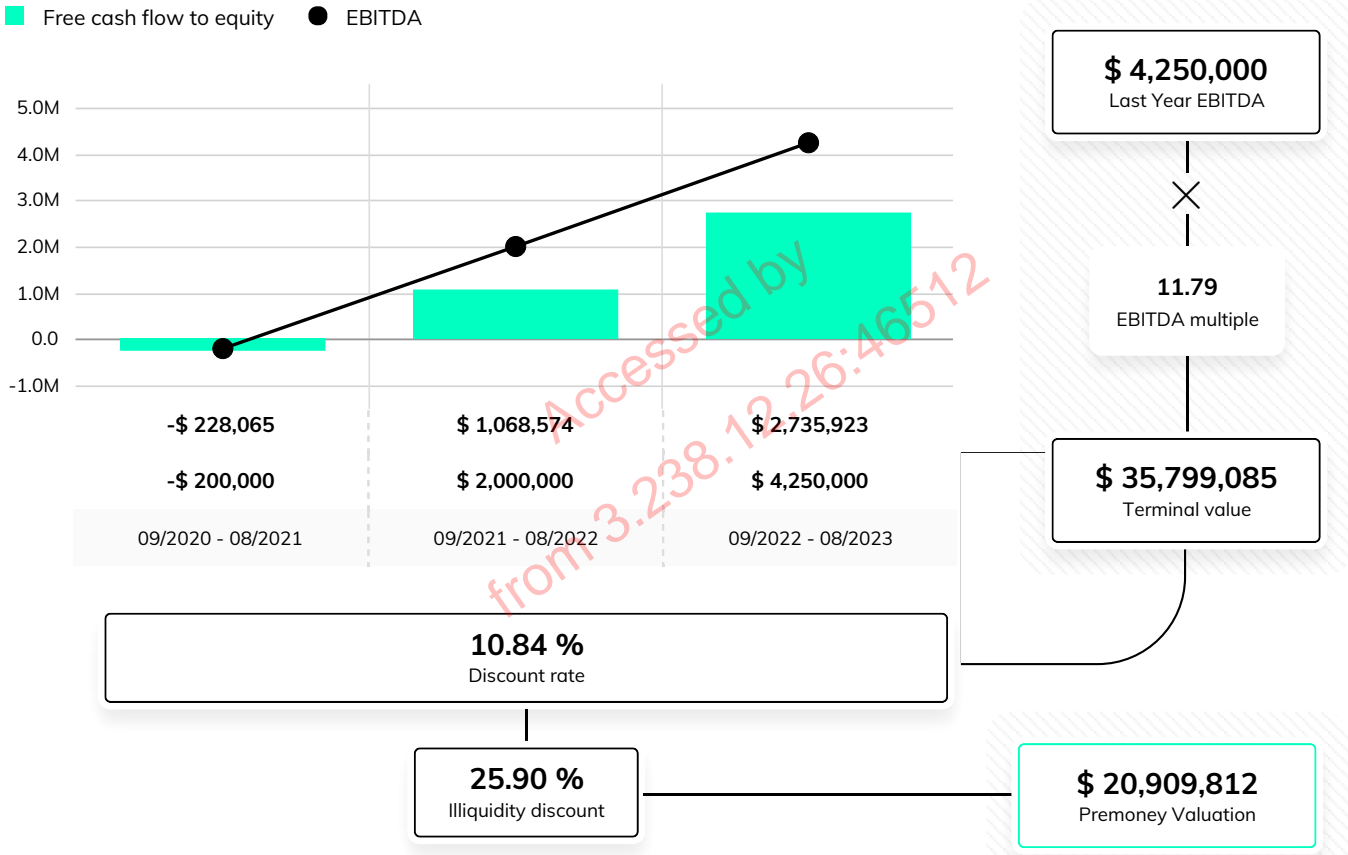 Free cash flow to equity EBITDA
5.0M
4.0M
3.0M
2.0M
1.0M
0.0
-1.0M
-$ 228,065 $ 1,068,574 $ 2,735,923
-$ 200,000 $ 2,000,000 $ 4,250,000
09/2020 - 08/2021 09/2021 - 08/2022 09/2022 - 08/2023
$ 4,250,000
Last Year EBITDA
11.79
EBITDA multiple
$ 35,799,085
Terminal value
10.84 %
Discount rate
25.90 %
Illiquidity discount
$ 20,909,812
Premoney Valuation
Accessed by
from 3.238.12.26:46512